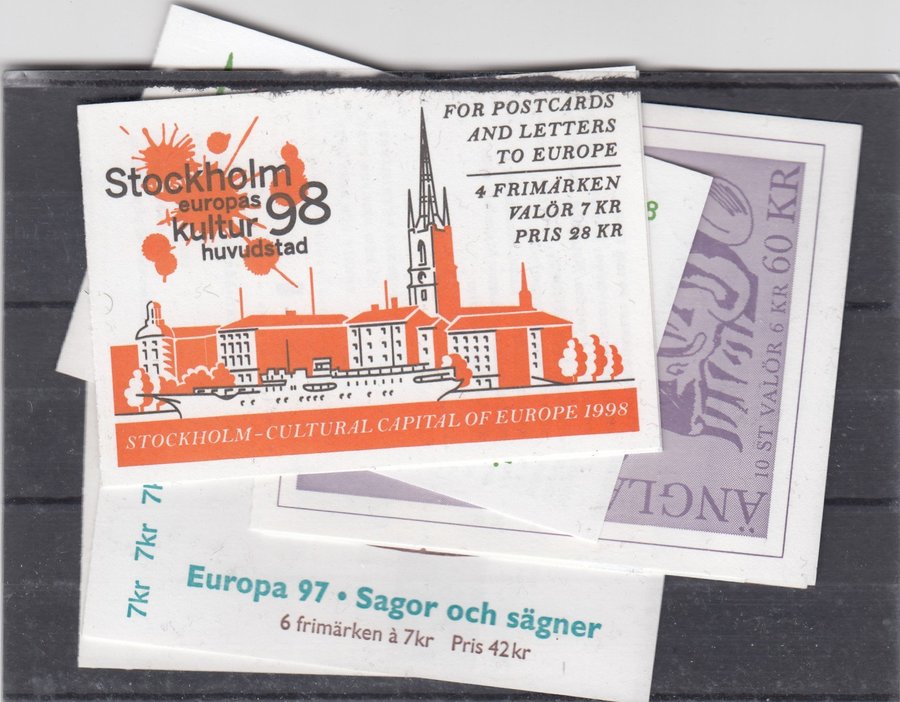 Stockholm
europas
kultur 98
huvudstad
FOR POSTCARDS
AND LETTERS
TO EUROPE
4 FRIMÄRKEN
VALÖR 7 KR
PRIS 28 KR
STOCKHOLM – CULTURAL CAPITAL OF EUROPE 1998
8
10 ST VALÖR 6 KR 60 KR
ÄNGLA
7kr 7kr 7k
Europa 97 • Sagor och sägner
6 frimärken à 7kr Pris 42kr